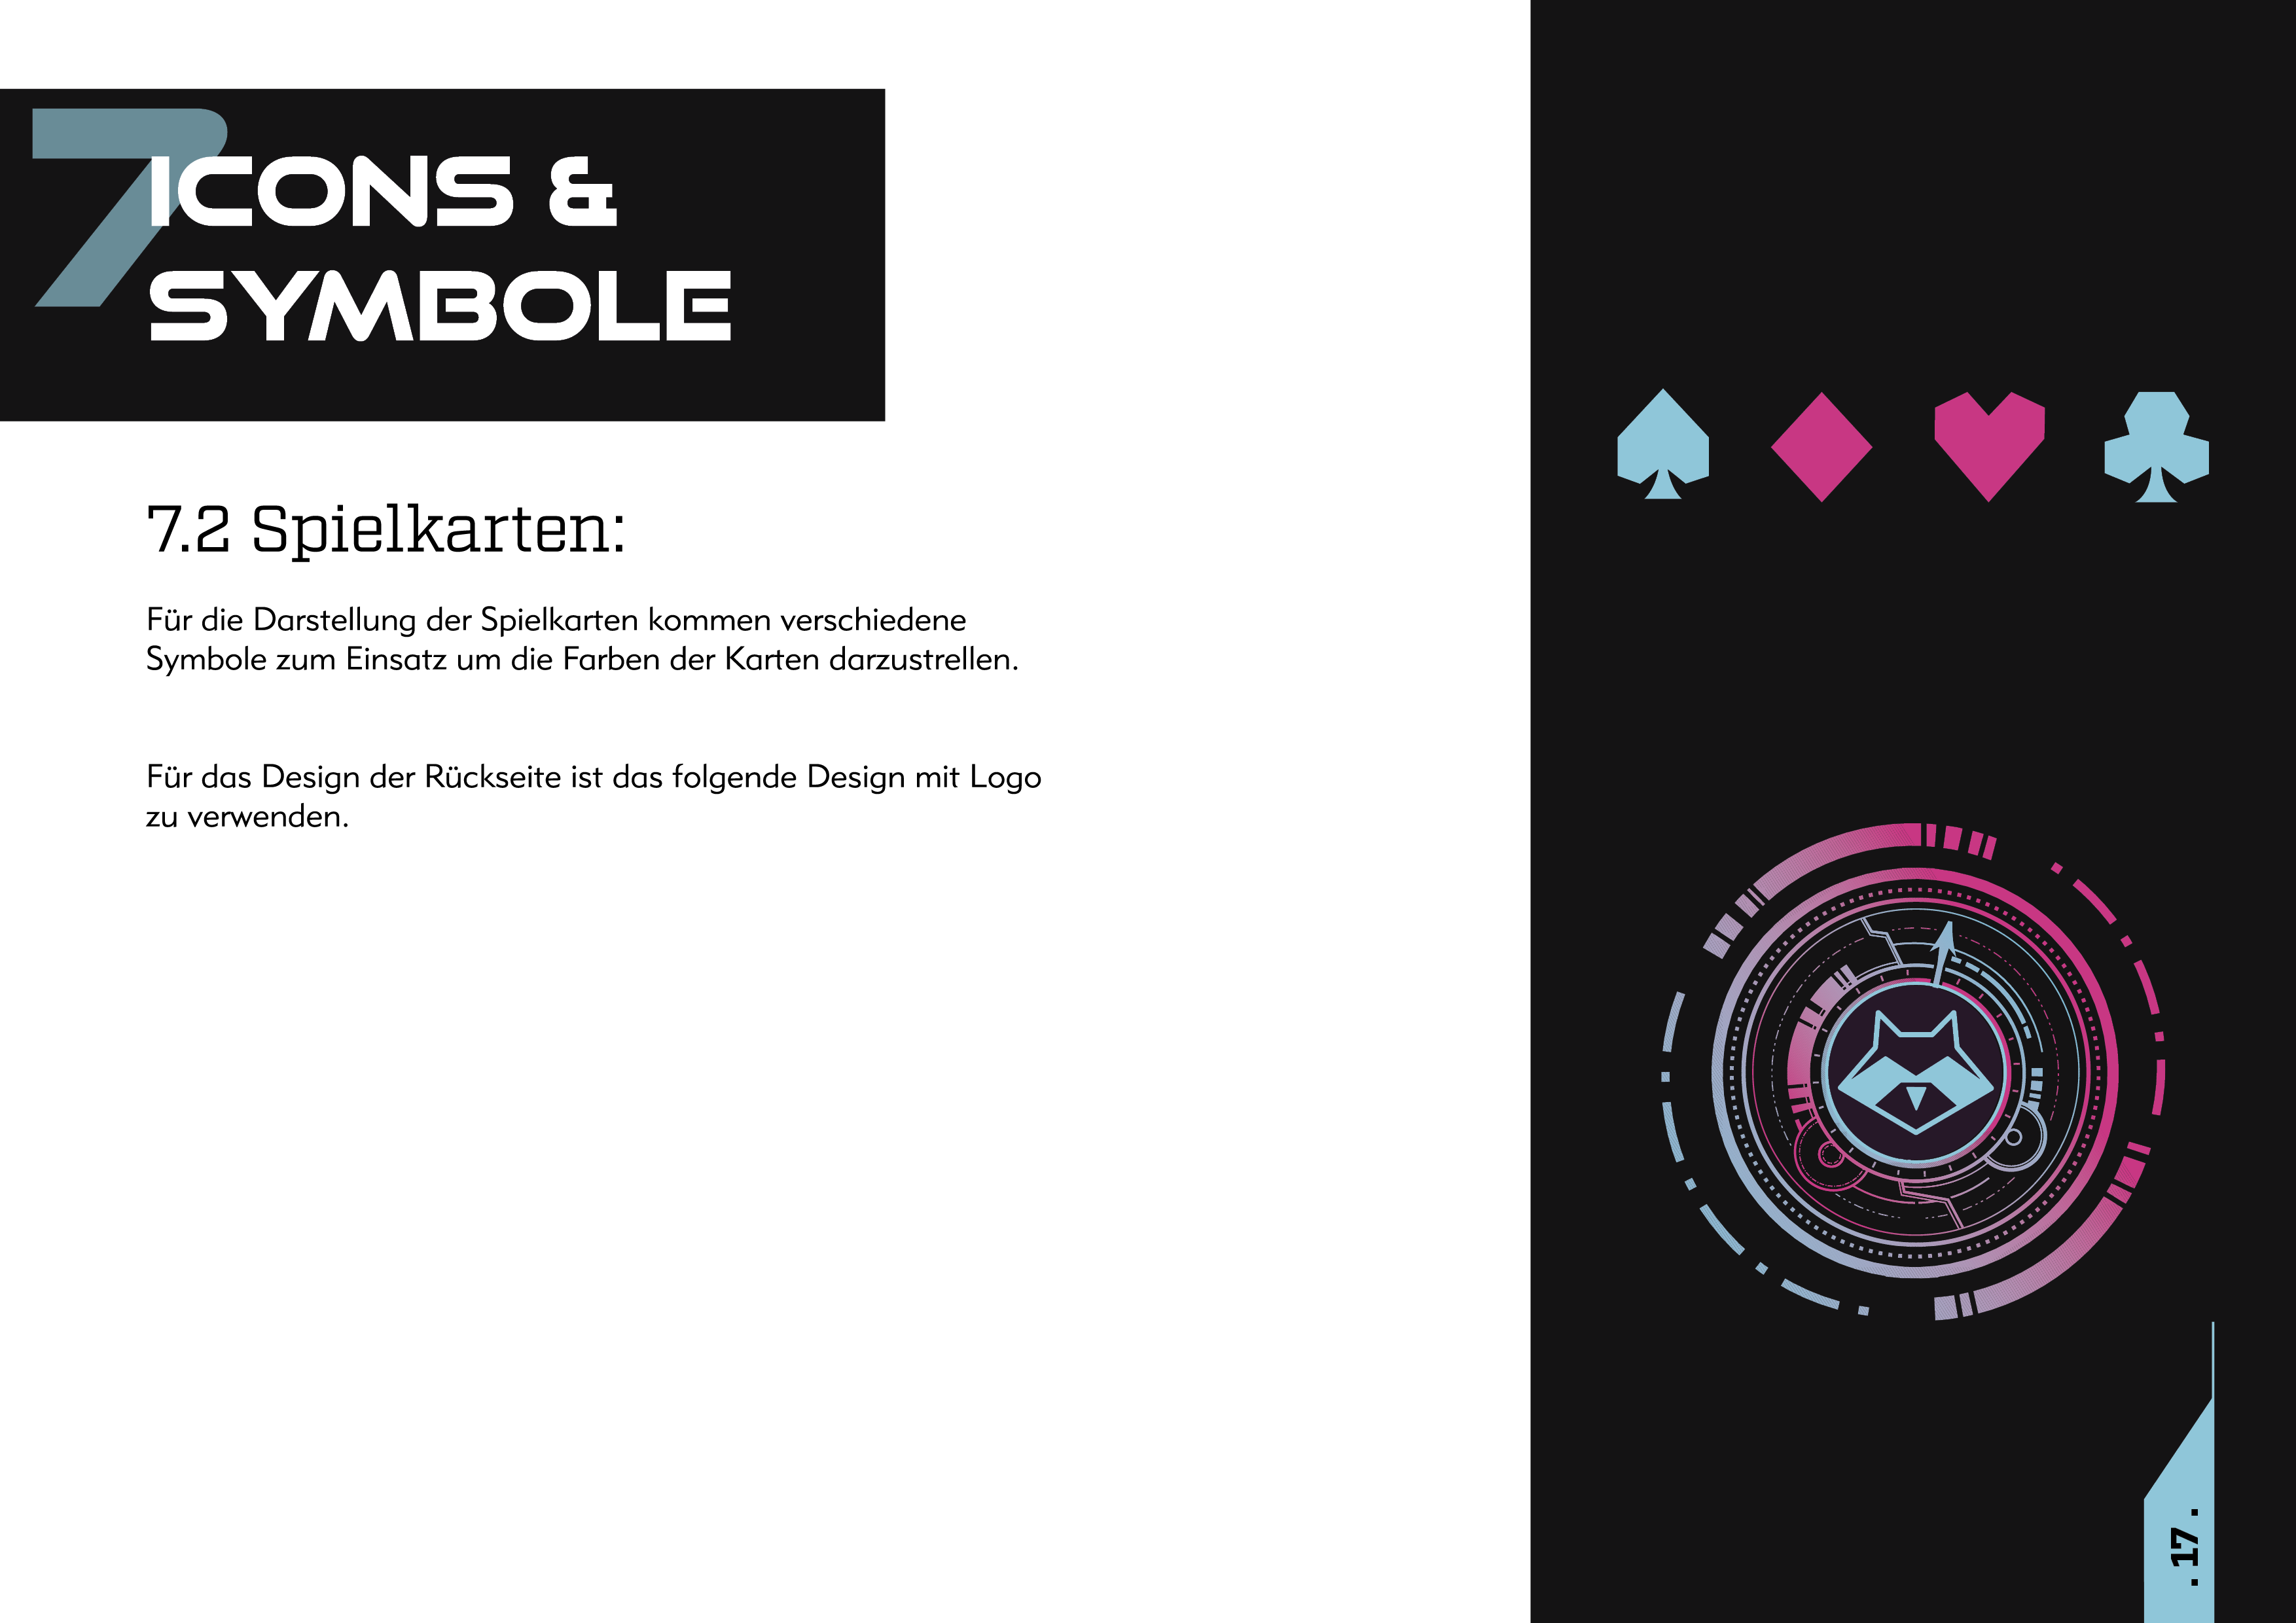 7
ICONS &
SYMBOLE
7.2 Spielkarten:
Für die Darstellung der Spielkarten kommen verschiedene
Symbole zum Einsatz um die Farben der Karten darzustrellen.
Für das Design der Rückseite ist das folgende Design mit Logo
zu verwenden.
. 17 .